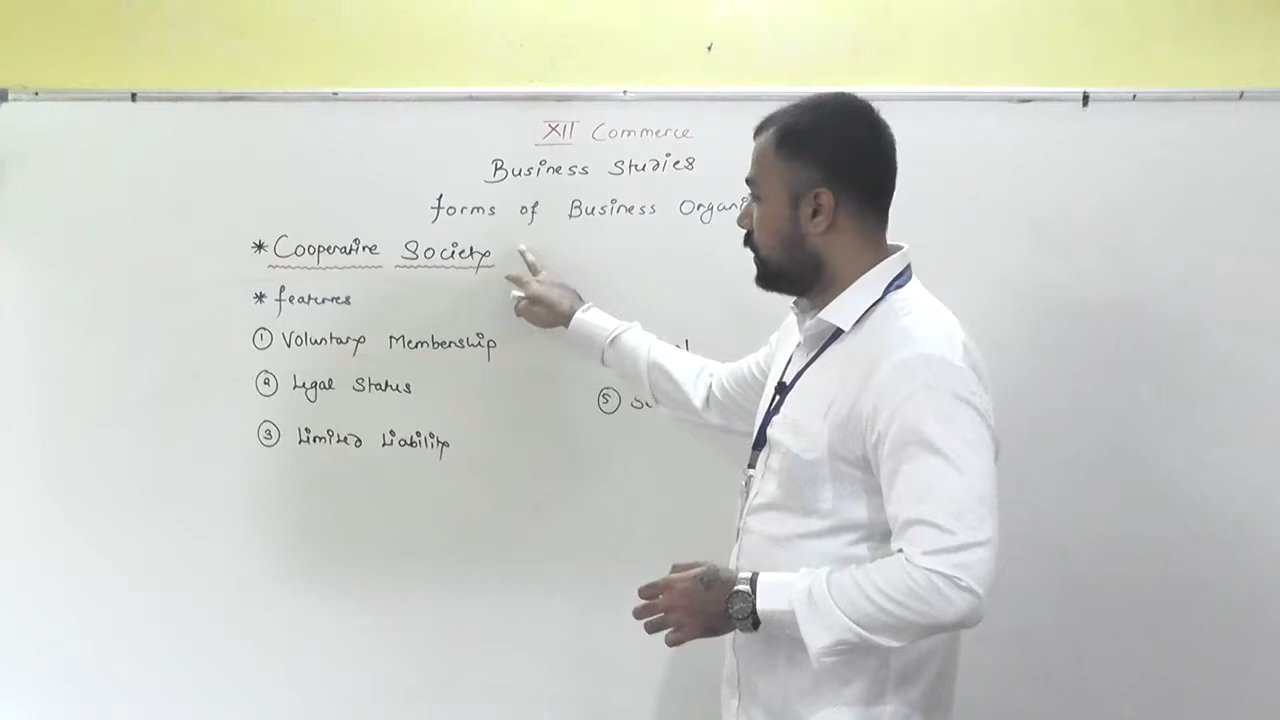 XII Commerce
Business Studies
forms of Business Organi
* Cooperative Society
* features
① Voluntary Membership
② Legal Status
③ Limited Liability
⑤